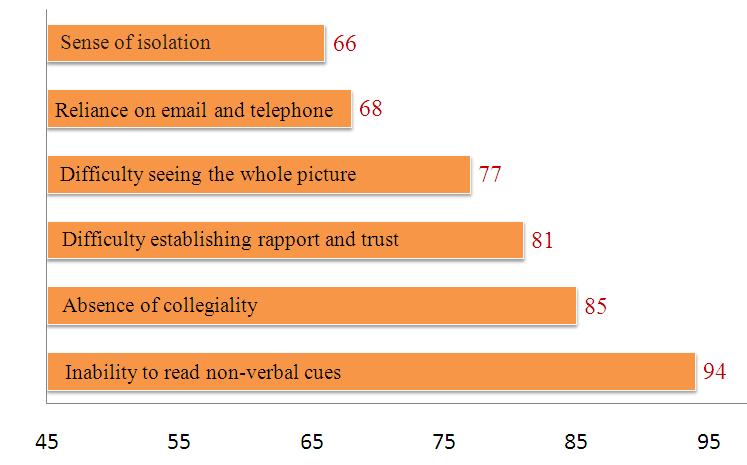 Sense of isolation 66
Reliance on email and telephone 68
Difficulty seeing the whole picture 77
Difficulty establishing rapport and trust 81
Absence of collegiality 85
Inability to read non-verbal cues 94
45 55 65 75 85 95